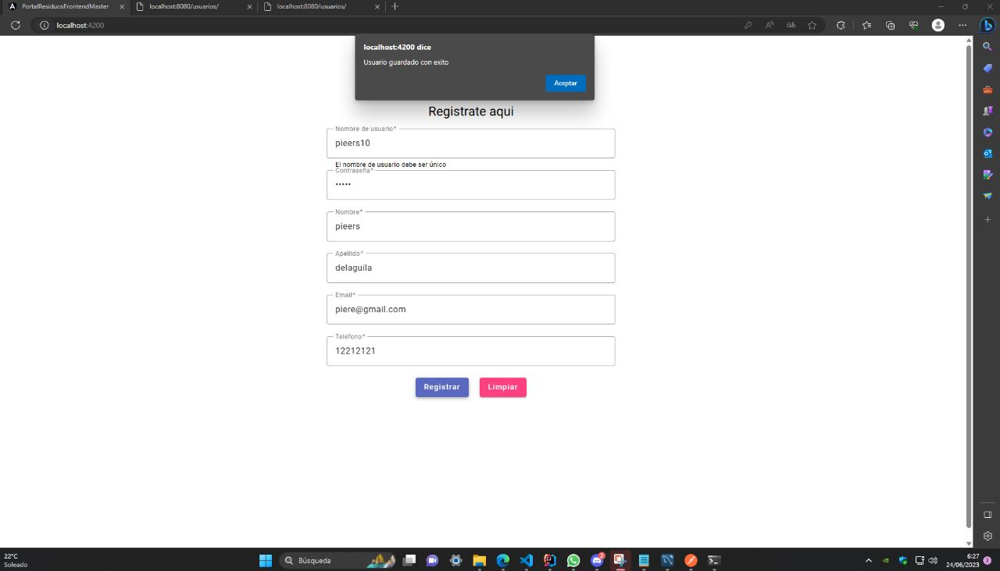 PortalResiduosFrontendMaster
localhost:8080/usuarios/
localhost:8080/usuarios/
localhost:4200
localhost:4200 dice
Usuario guardado con exito
Aceptar
Registrate aqui
Nombre de usuario*
pieers10
El nombre de usuario debe ser único
Contraseña*
•••••
Nombre*
pieers
Apellido*
delaguila
Email*
piere@gmail.com
Telefono*
12212121
Registrar
Limpiar
22°C
Soleado
Búsqueda
2
6:27
24/06/2023
3